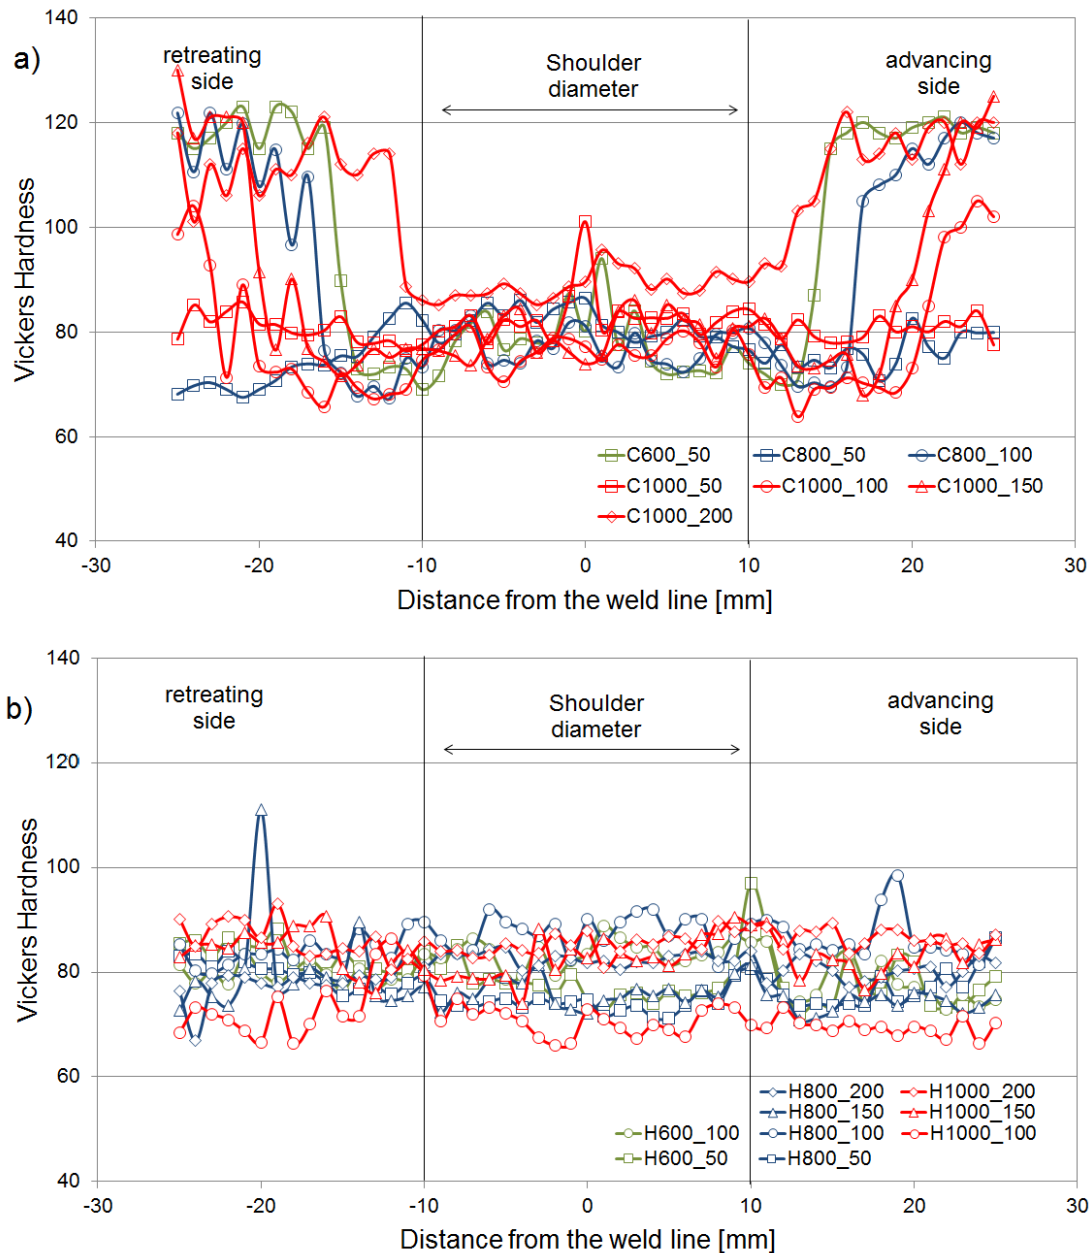 a)
140
120
100
80
60
40
Vickers Hardness
retreating
side
Shoulder
diameter
advancing
side
C600_50 C800_50 C800_100
C1000_50 C1000_100 C1000_150
C1000_200
-30 -20 -10 0 10 20 30
Distance from the weld line [mm]
b)
140
120
100
80
60
40
Vickers Hardness
retreating
side
Shoulder
diameter
advancing
side
H800_200 H1000_200
H800_150 H1000_150
H600_100 H800_100 H1000_100
H600_50 H800_50
-30 -20 -10 0 10 20 30
Distance from the weld line [mm]